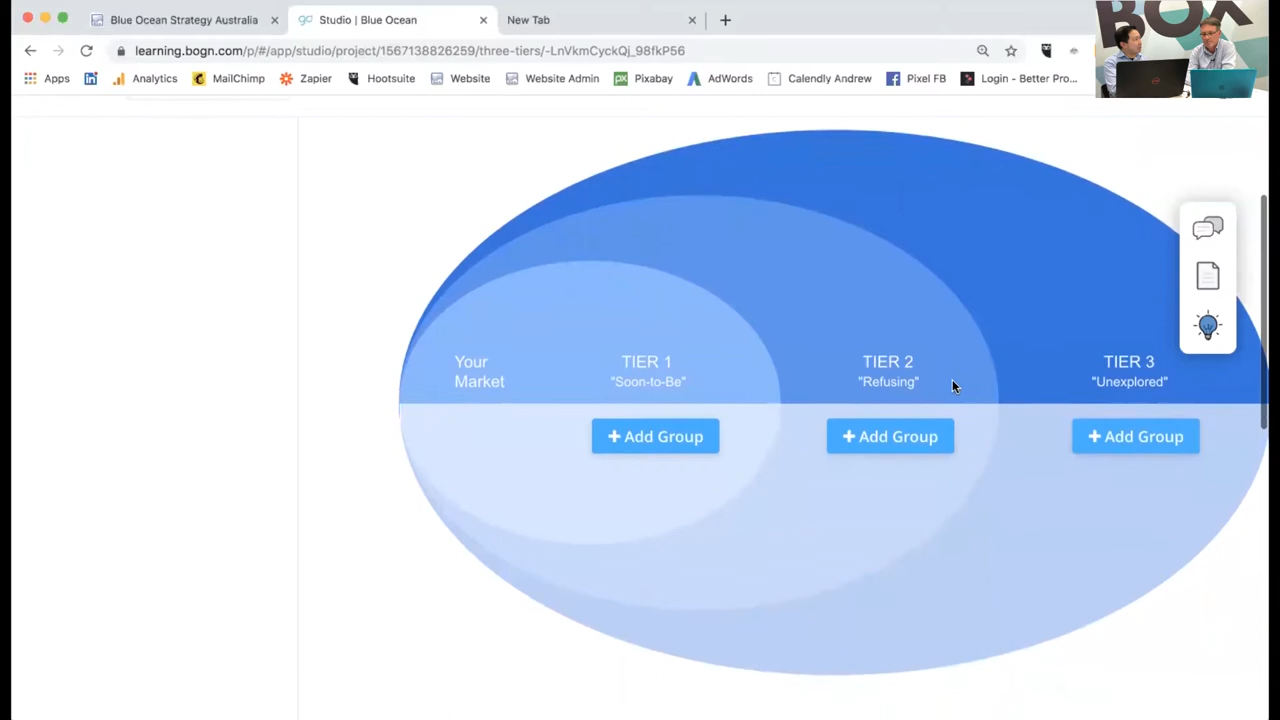 Blue Ocean Strategy Australia
Studio | Blue Ocean
New Tab
learning.bogn.com/p/#/app/studio/project/1567138826259/three-tiers/-LnVkmCyckQj_98fkP56
Apps
Analytics
MailChimp
Zapier
Hootsuite
Website
Website Admin
px Pixabay
AdWords
Calendly Andrew
Pixel FB
Login - Better Pro...
BOX
Your
Market
TIER 1
"Soon-to-Be"
TIER 2
"Refusing"
TIER 3
"Unexplored"
+ Add Group
+ Add Group
+ Add Group